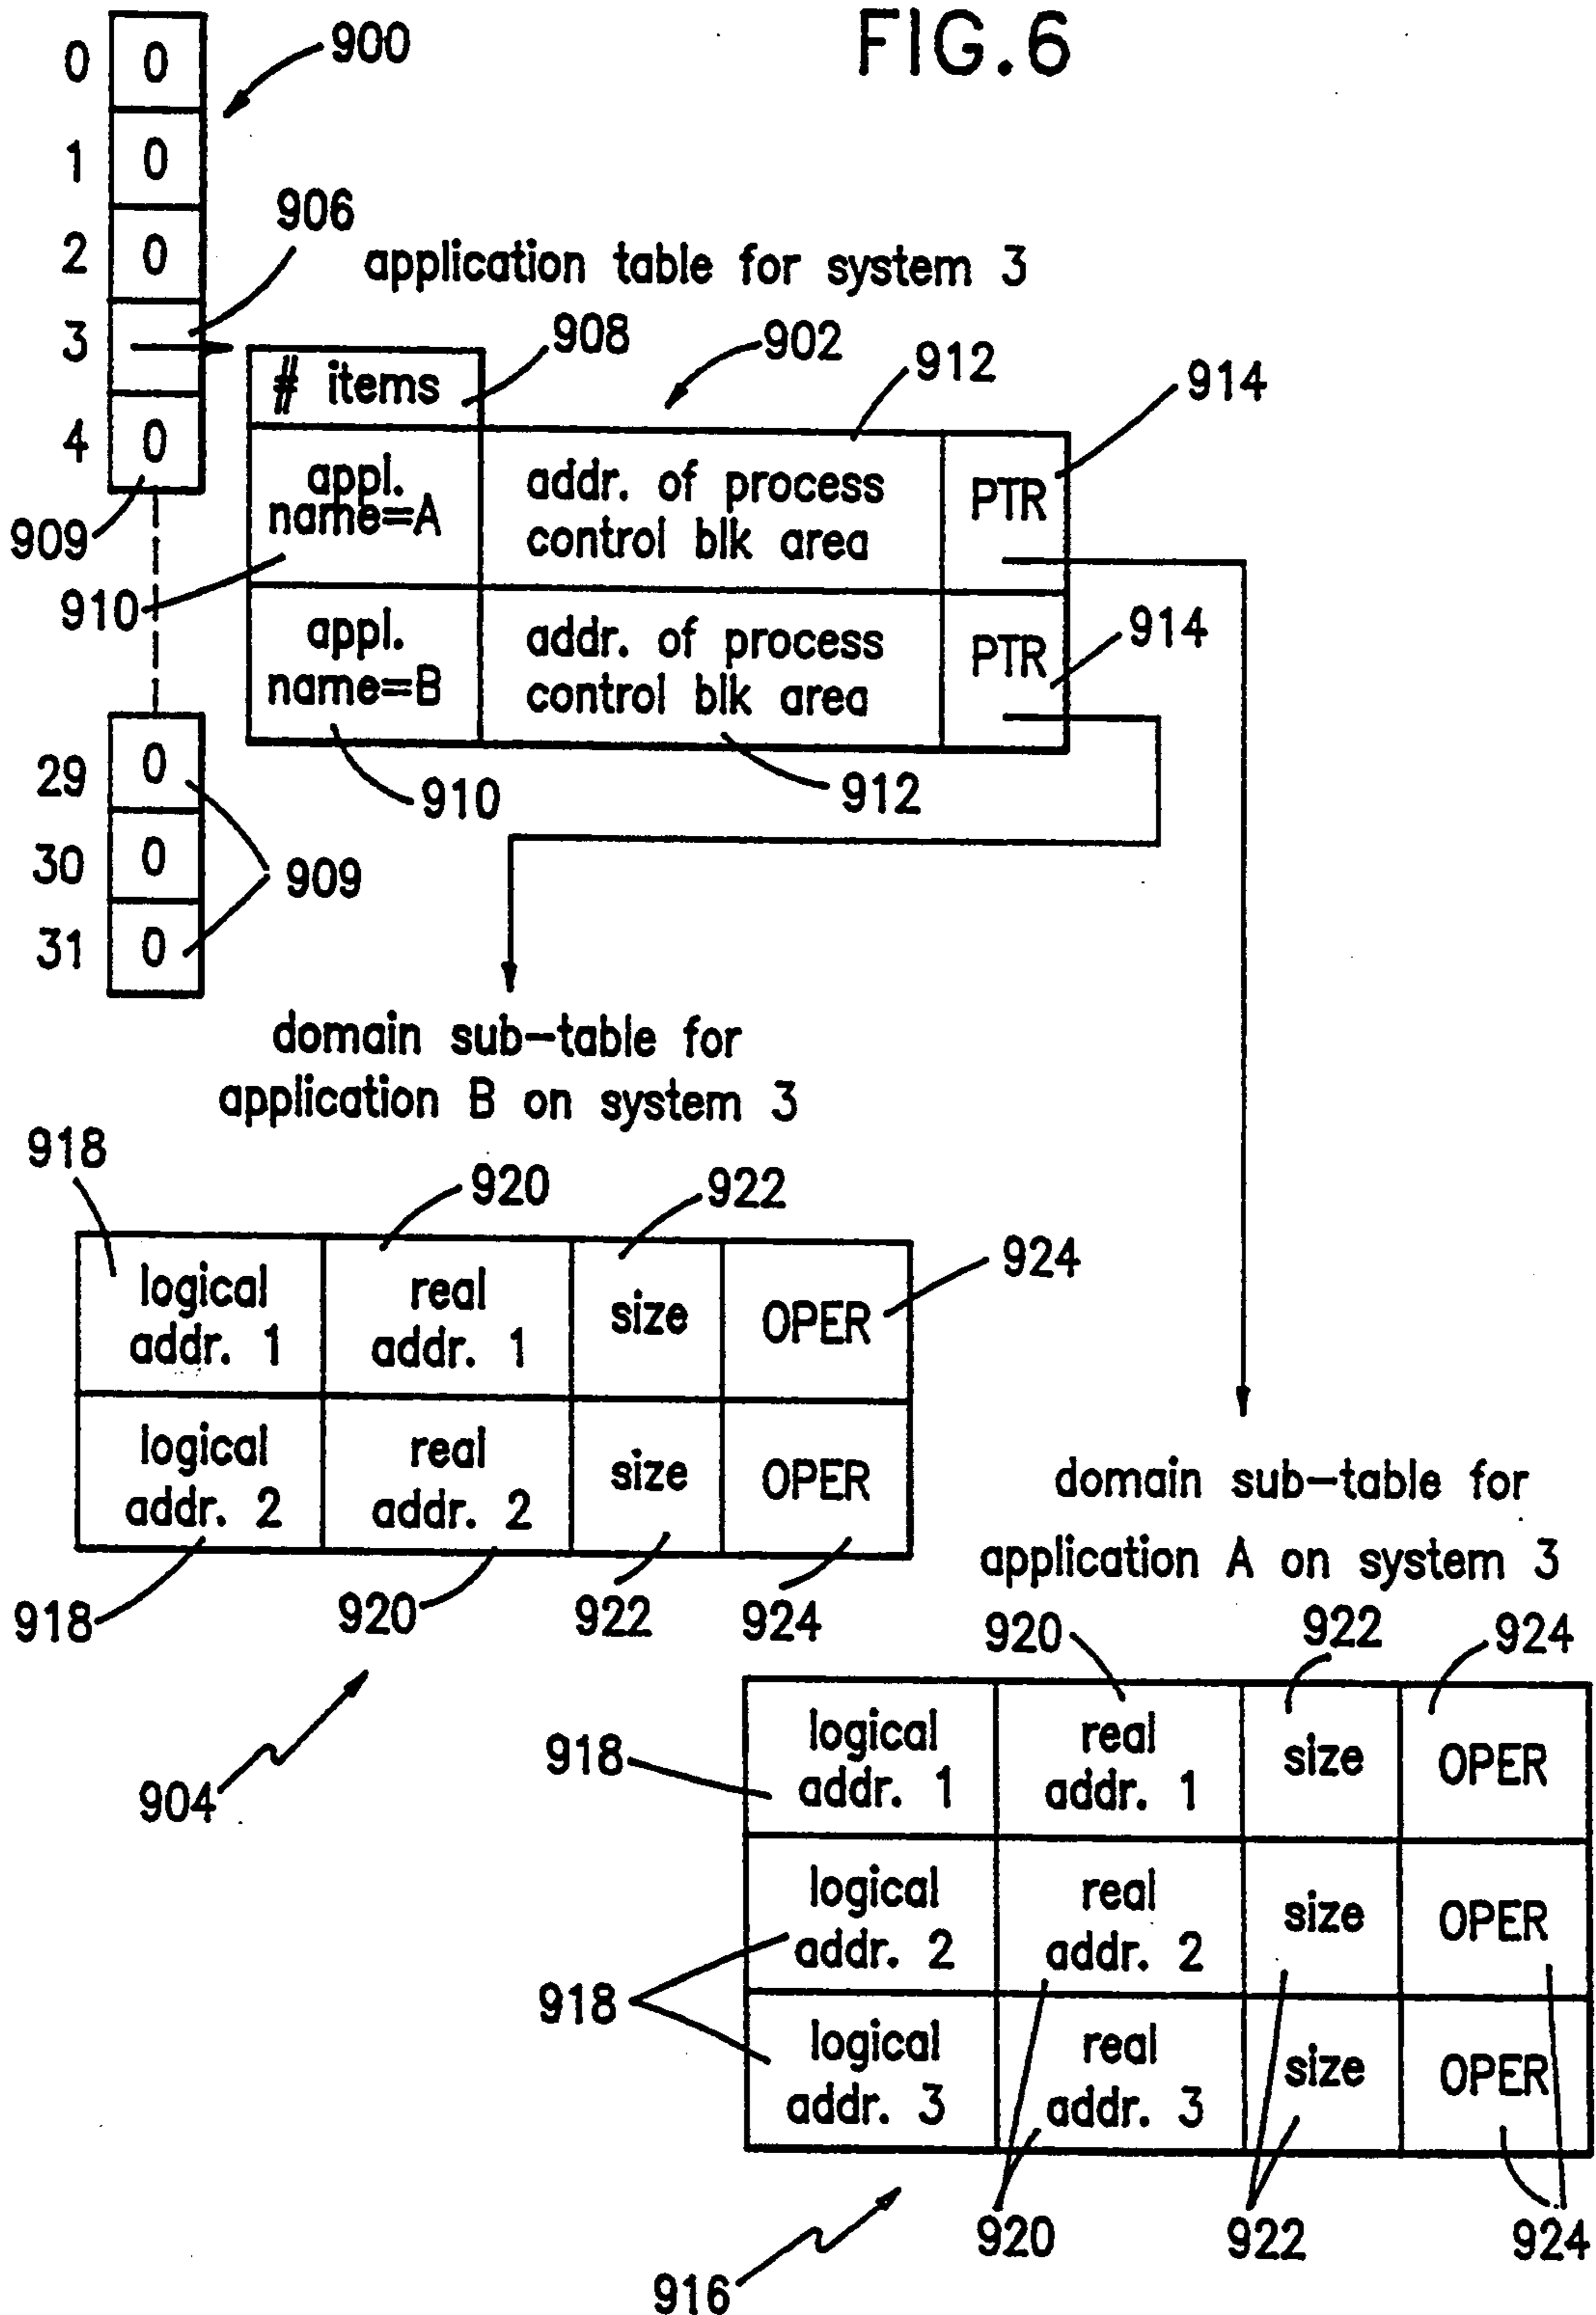 FIG.6
0 0
900
1 0
906
2 0
application table for system 3
3
908
902
912
914
# items
4 0
appl.
name=A
addr. of process
control blk area
PTR
909
910
appl.
name=B
addr. of process
control blk area
PTR
914
29 0
910
912
30 0
909
31 0
domain sub-table for
application B on system 3
918
920
922
924
logical
addr. 1
real
addr. 1
size
OPER
logical
addr. 2
real
addr. 2
size
OPER
918
920
922
924
904
domain sub-table for
application A on system 3
920
922
924
918
logical
addr. 1
real
addr. 1
size
OPER
logical
addr. 2
real
addr. 2
size
OPER
918
logical
addr. 3
real
addr. 3
size
OPER
920
922
924
916